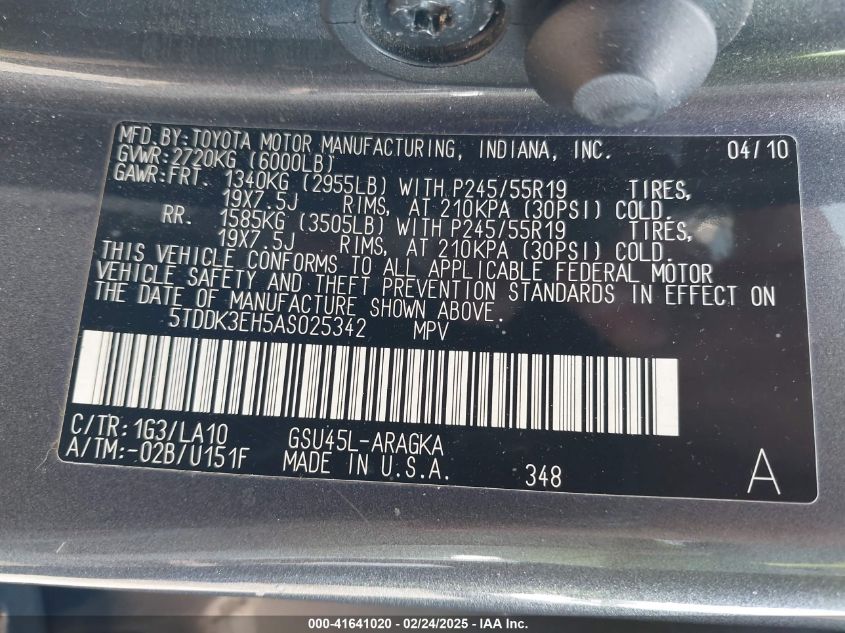 MFD.BY:TOYOTA MOTOR MANUFACTURING, INDIANA, INC. 04/10
GVWR:2720KG (6000LB)
GAWR:FRT. 1340KG (2955LB) WITH P245/55R19 TIRES,
19X7.5J RIMS, AT 210KPA (30PSI) COLD.
RR. 1585KG (3505LB) WITH P245/55R19 TIRES,
19X7.5J RIMS, AT 210KPA (30PSI) COLD.
THIS VEHICLE CONFORMS TO ALL APPLICABLE FEDERAL MOTOR
VEHICLE SAFETY AND THEFT PREVENTION STANDARDS IN EFFECT ON
THE DATE OF MANUFACTURE SHOWN ABOVE.
5TDDK3EH5AS025342 MPV
C/TR:1G3/LA10 GSU45L-ARAGKA
A/TM:-02B/U151F MADE IN U.S.A. 348 A
000-41641020 - 02/24/2025 - IAA Inc.